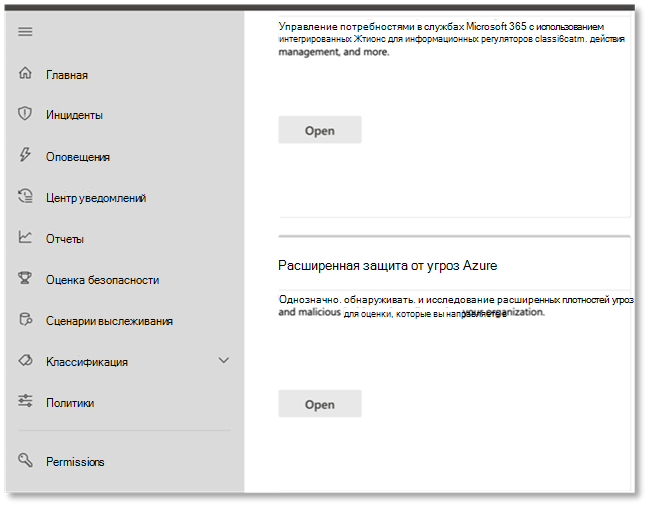 Главная
Инциденты
Оповещения
Центр уведомлений
Отчеты
Оценка безопасности
Сценарии выслеживания
Классификация
Политики
Permissions
Управление потребностями в службах Microsoft 365 с использованием
интегрированных Жтионс для информационных регуляторов classi6catm. действия
management, and more.
Open
Расширенная защита от угроз Azure
Однозначно. обнаруживать. и исследование расширенных плотностей угроз
and malicious для оценки, которые вы направляете в organization.
Open